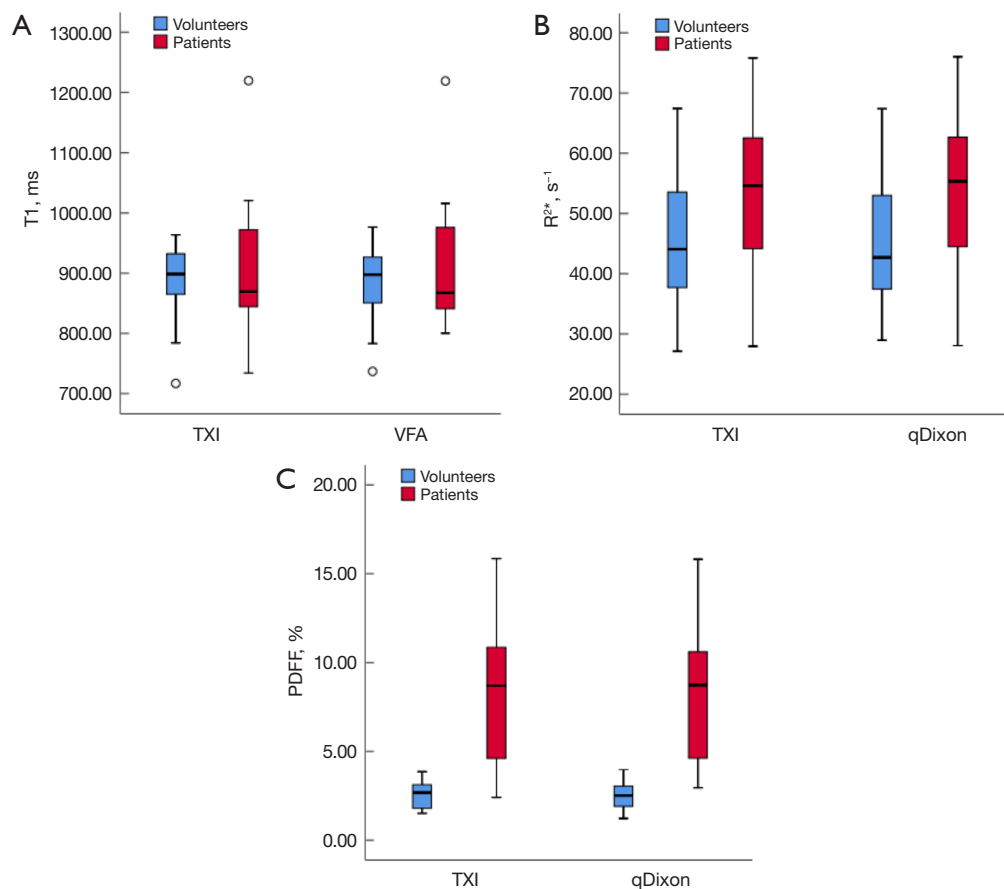 A
Volunteers
Patients
1300.00
1200.00
1100.00
1000.00
900.00
800.00
700.00
T1, ms
TXI VFA
B
Volunteers
Patients
80.00
70.00
60.00
50.00
40.00
30.00
20.00
R2*, s−1
TXI qDixon
C
Volunteers
Patients
20.00
15.00
10.00
5.00
0.00
PDFF, %
TXI qDixon